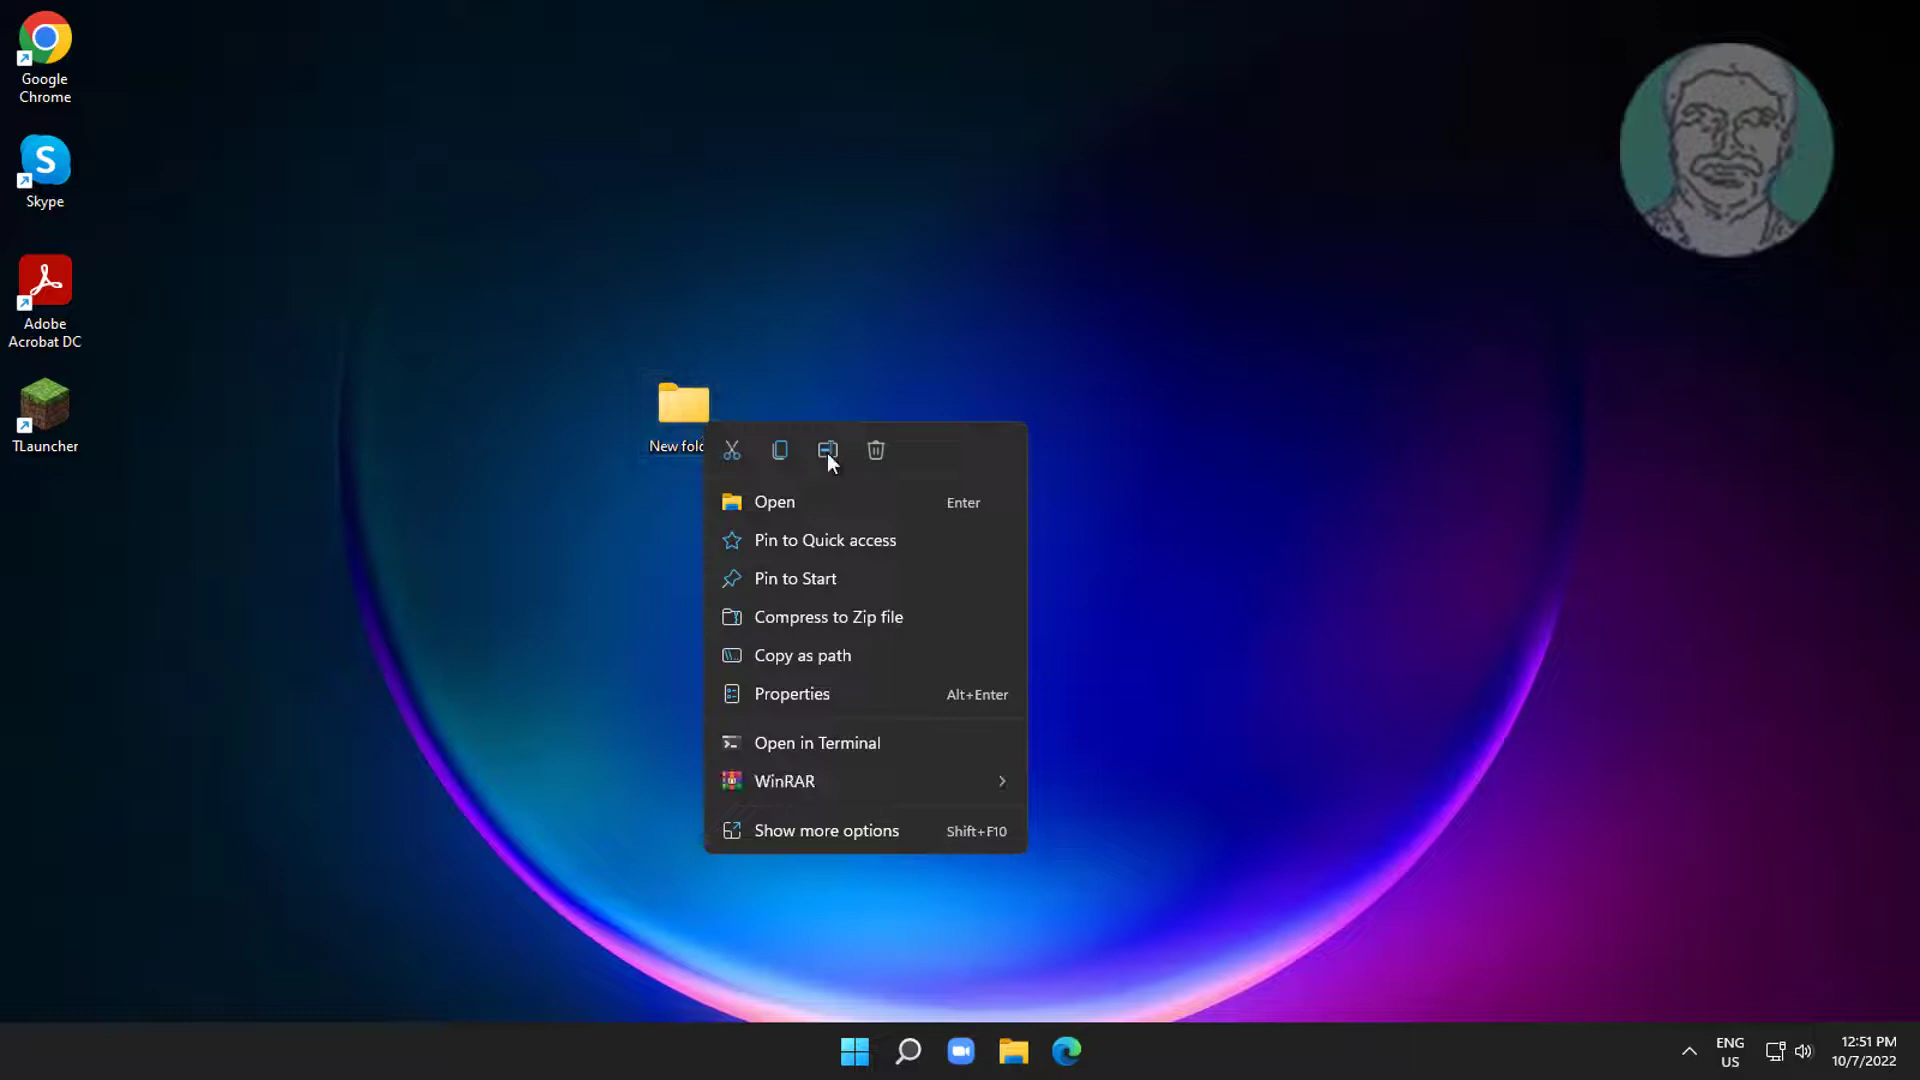 Google
Chrome
S
Skype
Adobe
Acrobat DC
TLauncher
New fold
Open Enter
Pin to Quick access
Pin to Start
Compress to Zip file
Copy as path
Properties Alt+Enter
Open in Terminal
WinRAR
Show more options Shift+F10
ENG
US
12:51 PM
10/7/2022